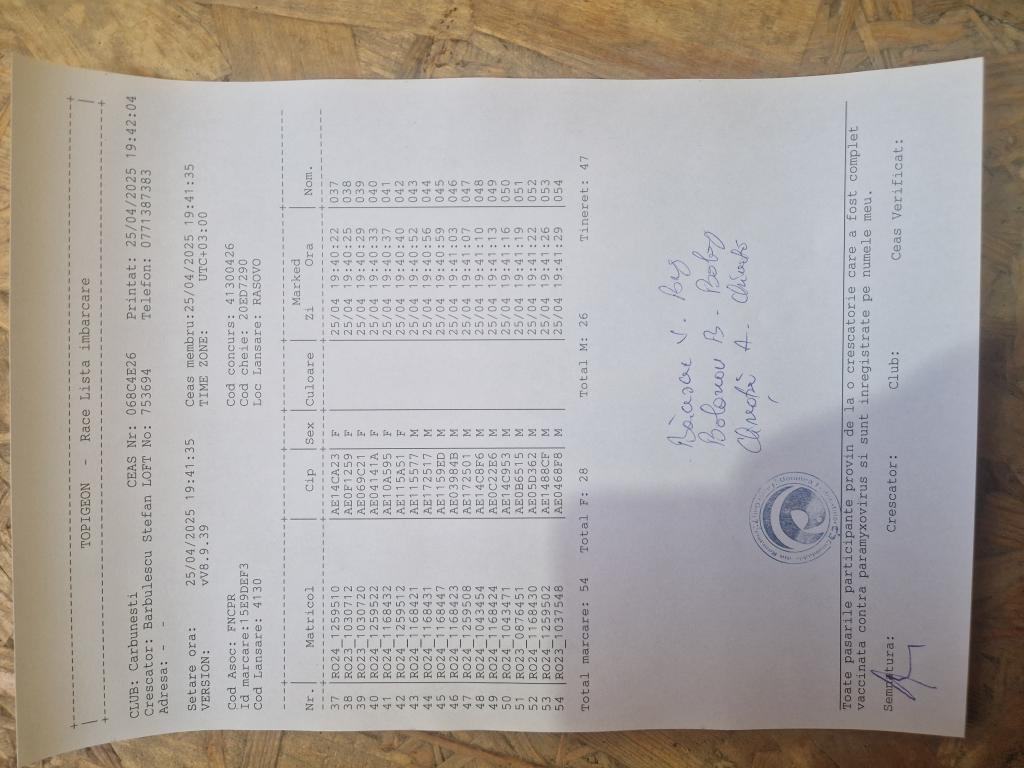 TOPIGEON - Race Lista imbarcare
CLUB: Carbunesti CEAS Nr: 068C4E26 Printat: 25/04/2025 19:42:04
Crescator: Barbulescu Stefan LOFT No: 753694 Telefon: 0771387383
Adresa: - -
Setare ora: 25/04/2025 19:41:35 Ceas membru:25/04/2025 19:41:35
VERSION: vV8.9.39 TIME ZONE: UTC+03:00
Cod Asoc: FNCPR Cod concurs: 41300426
Id marcare:15E9DEF3 Cod cheie: 20ED7290
Cod Lansare: 4130 Loc Lansare: RASOVO
Marked
Nr. | Matricol | Cip |Sex |Culoare | Zi Ora Nom.
37 |RO24_1259510 |AE14CA23| F | |25/04 19:40:22 |037
38 |RO23_1030712 |AE0F1259| F | |25/04 19:40:25 |038
39 |RO23_1030720 |AE069C21| F | |25/04 19:40:29 |039
40 |RO24_1259522 |AE04141A| F | |25/04 19:40:33 |040
41 |RO24_1168432 |AE10A595| F | |25/04 19:40:37 |041
42 |RO24_1259512 |AE115A51| F | |25/04 19:40:40 |042
43 |RO24_1168421 |AE115577| M | |25/04 19:40:52 |043
44 |RO24_1168431 |AE172517| M | |25/04 19:40:56 |044
45 |RO24_1168447 |AE1159ED| M | |25/04 19:40:59 |045
46 |RO24_1168423 |AE03984B| M | |25/04 19:41:03 |046
47 |RO24_1259508 |AE172501| M | |25/04 19:41:07 |047
48 |RO24_1043454 |AE14C8F6| M | |25/04 19:41:10 |048
49 |RO24_1168424 |AE0C22E6| M | |25/04 19:41:13 |049
50 |RO24_1043471 |AE14C953| M | |25/04 19:41:16 |050
51 |RO23_0876451 |AE0B6515| M | |25/04 19:41:19 |051
52 |RO24_1168430 |AE05D362| M | |25/04 19:41:22 |052
53 |RO24_1259502 |AE1488CF| M | |25/04 19:41:26 |053
54 |RO23_1037548 |AE0468F8| M | |25/04 19:41:29 |054
Total marcare: 54 Total F: 28 Total M: 26 Tineret: 47
B -
A -
Toate pasarile participante provin de la o crescatorie care a fost complet
vaccinata contra paramyxovirus si sunt inregistrate pe numele meu.
Semnatura: Crescator: Club: Ceas Verificat: